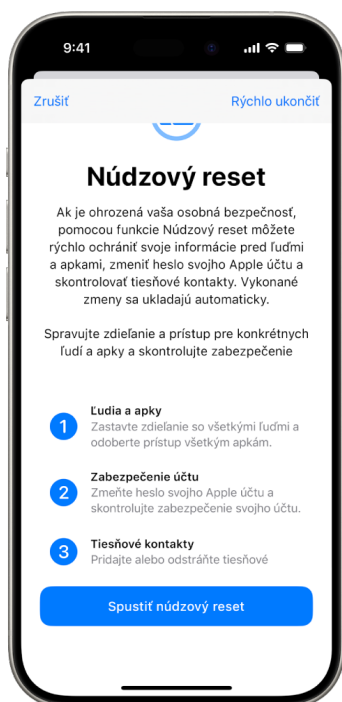 9:41
Zrušiť
Rýchlo ukončiť
Núdzový reset
Ak je ohrozená vaša osobná bezpečnosť,
pomocou funkcie Núdzový reset môžete
rýchlo ochrániť svoje informácie pred ľuďmi
a apkami, zmeniť heslo svojho Apple účtu a
skontrolovať tiesňové kontakty. Vykonané
zmeny sa ukladajú automaticky.
Spravujte zdieľanie a prístup pre konkrétnych
ľudí a apky a skontrolujte zabezpečenie
1
Ľudia a apky
Zastavte zdieľanie so všetkými ľuďmi a
odoberte prístup všetkým apkám.
2
Zabezpečenie účtu
Zmeňte heslo svojho Apple účtu a
skontrolujte zabezpečenie svojho účtu.
3
Tiesňové kontakty
Pridajte alebo odstráňte tiesňové
Spustiť núdzový reset